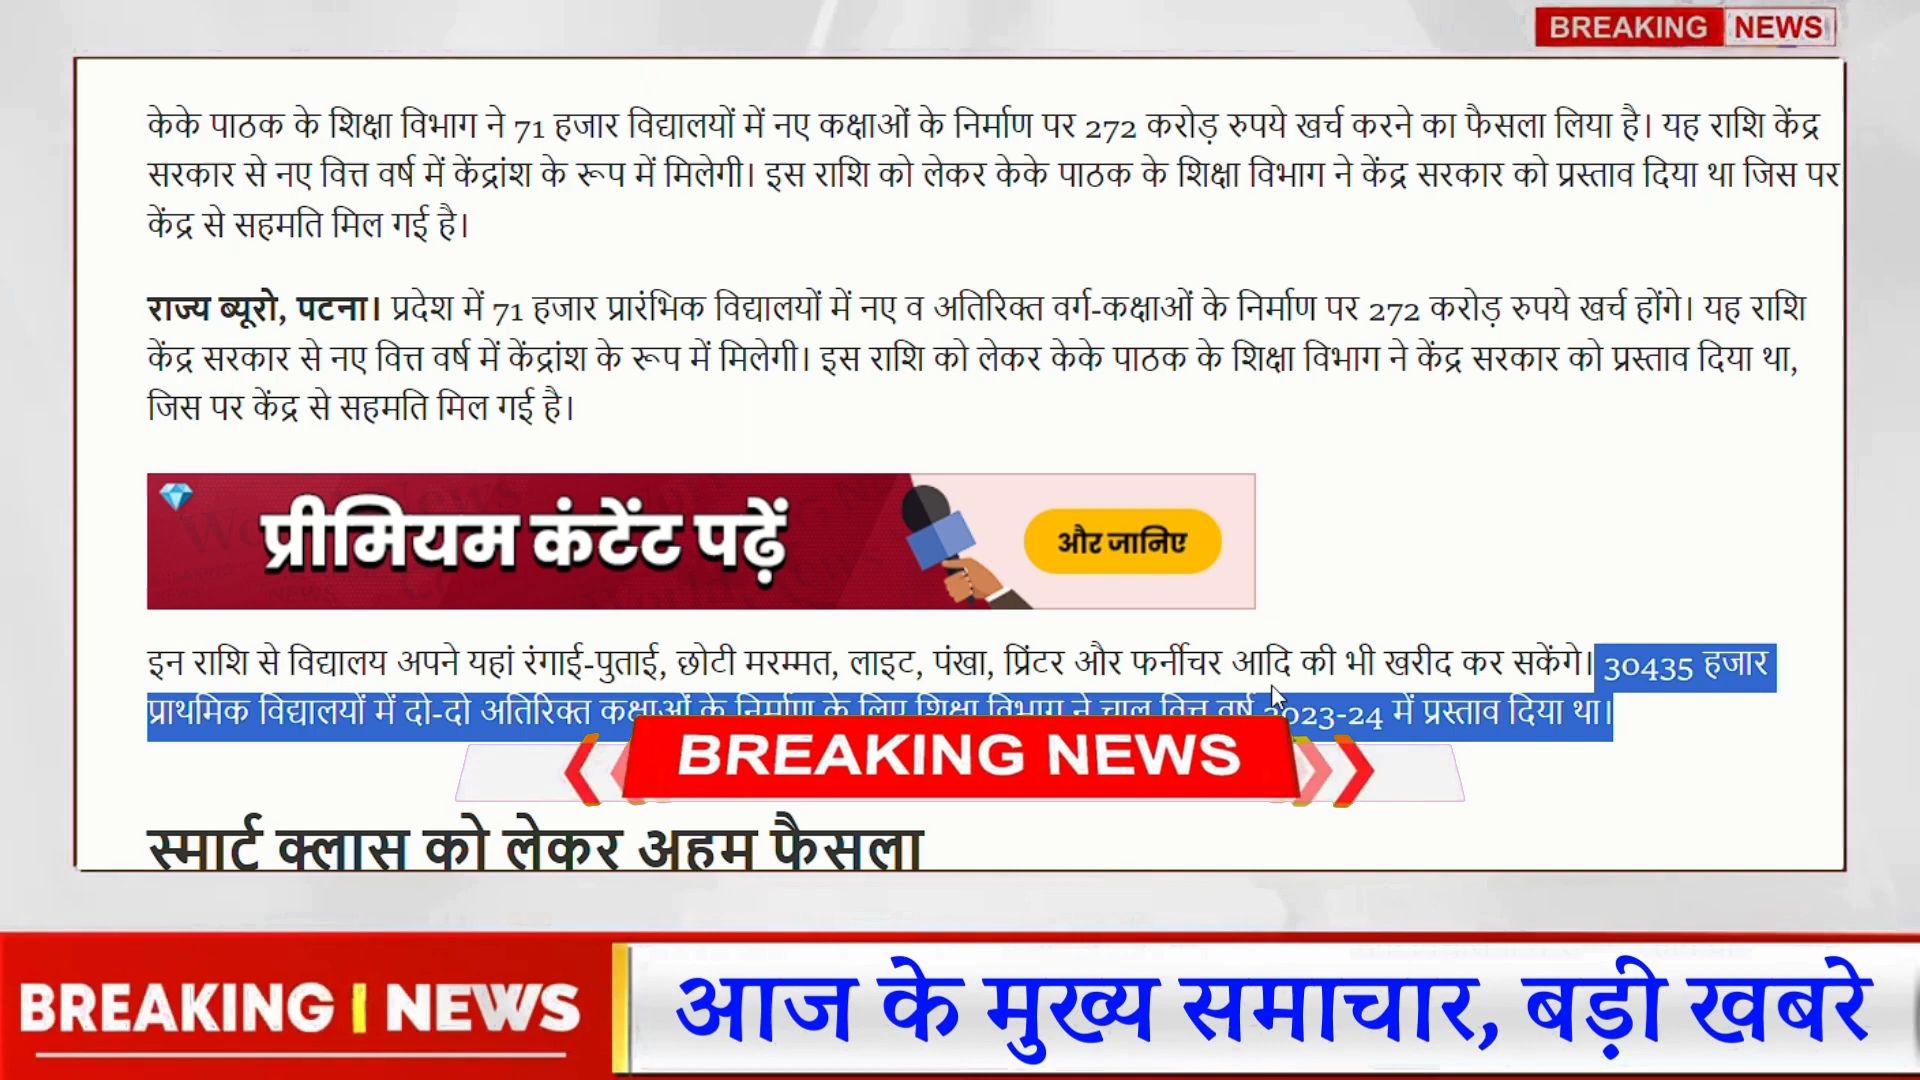 BREAKING NEWS
केके पाठक के शिक्षा विभाग ने 71 हजार विद्यालयों में नए कक्षाओं के निर्माण पर 272 करोड़ रुपये खर्च करने का फैसला लिया है। यह राशि केंद्र
सरकार से नए वित्त वर्ष में केंद्रांश के रूप में मिलेगी। इस राशि को लेकर केके पाठक के शिक्षा विभाग ने केंद्र सरकार को प्रस्ताव दिया था जिस पर
केंद्र से सहमति मिल गई है।
राज्य ब्यूरो, पटना। प्रदेश में 71 हजार प्रारंभिक विद्यालयों में नए व अतिरिक्त वर्ग-कक्षाओं के निर्माण पर 272 करोड़ रुपये खर्च होंगे। यह राशि
केंद्र सरकार से नए वित्त वर्ष में केंद्रांश के रूप में मिलेगी। इस राशि को लेकर केके पाठक के शिक्षा विभाग ने केंद्र सरकार को प्रस्ताव दिया था,
जिस पर केंद्र से सहमति मिल गई है।
प्रीमियम कंटेंट पढ़ें
और जानिए
इन राशि से विद्यालय अपने यहां रंगाई-पुताई, छोटी मरम्मत, लाइट, पंखा, प्रिंटर और फर्नीचर आदि की भी खरीद कर सकेंगे। 30435 हजार
प्राथमिक विद्यालयों में दो-दो अतिरिक्त कक्षाओं के निर्माण के लिए शिक्षा विभाग ने चालू वित्त वर्ष 2023-24 में प्रस्ताव दिया था।
BREAKING NEWS
स्मार्ट क्लास को लेकर अहम फैसला
BREAKING NEWS
आज के मुख्य समाचार, बड़ी खबरे